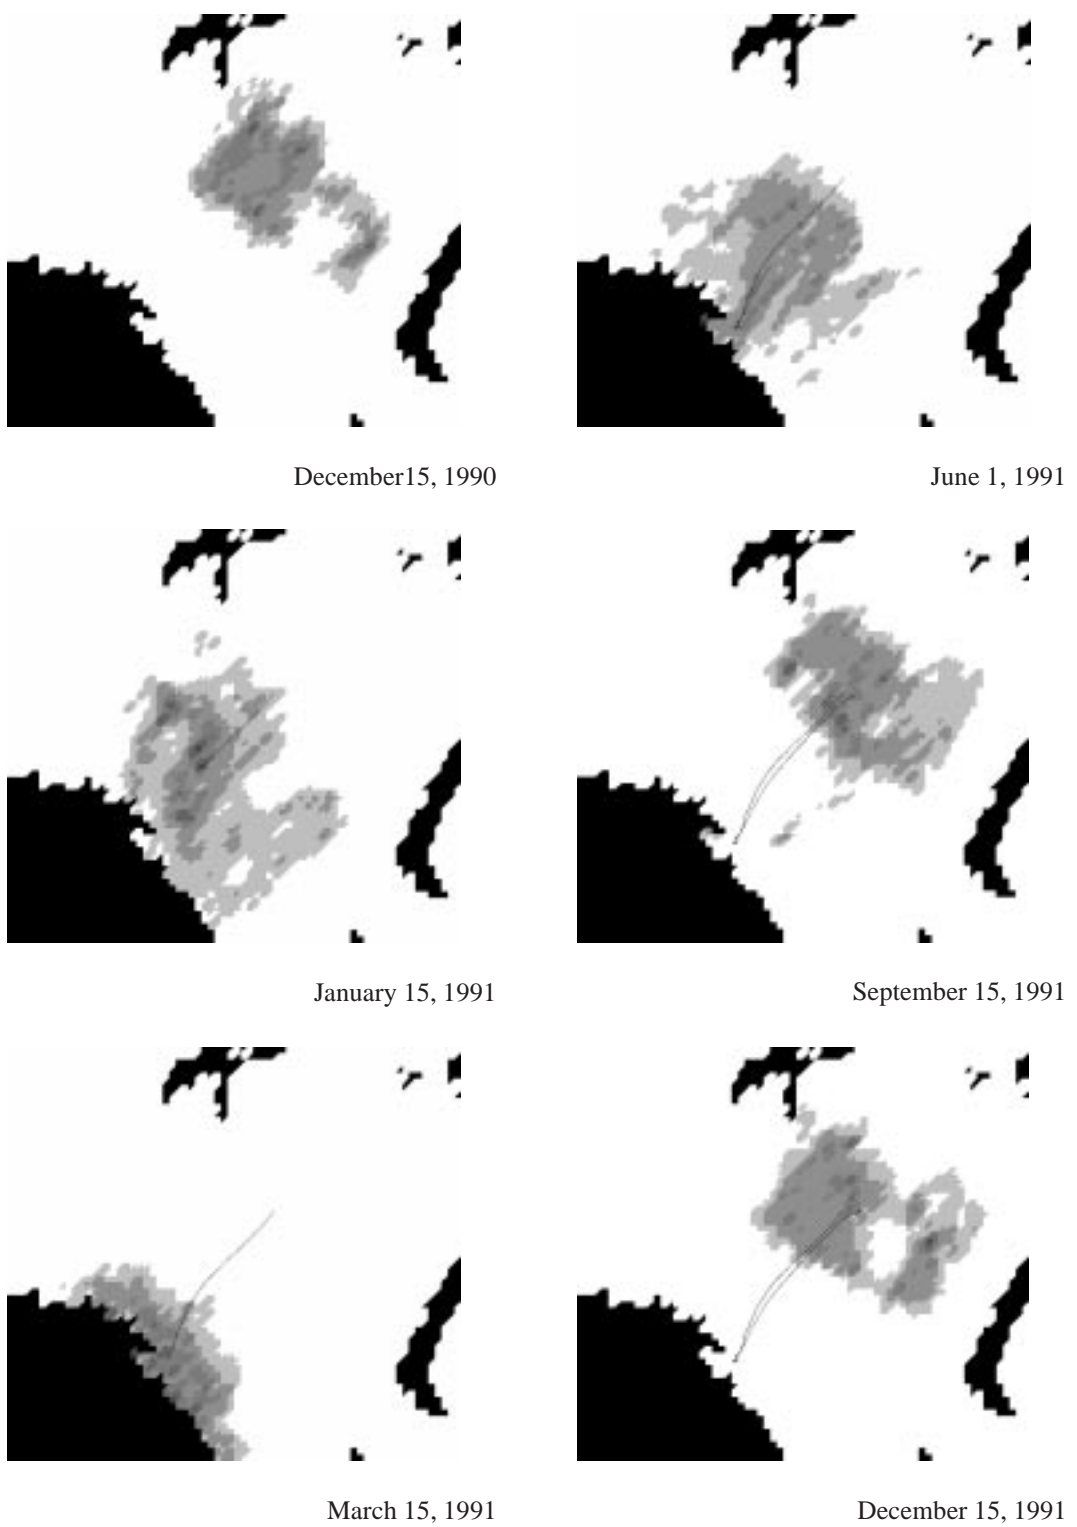 December15, 1990
June 1, 1991
January 15, 1991
September 15, 1991
March 15, 1991
December 15, 1991